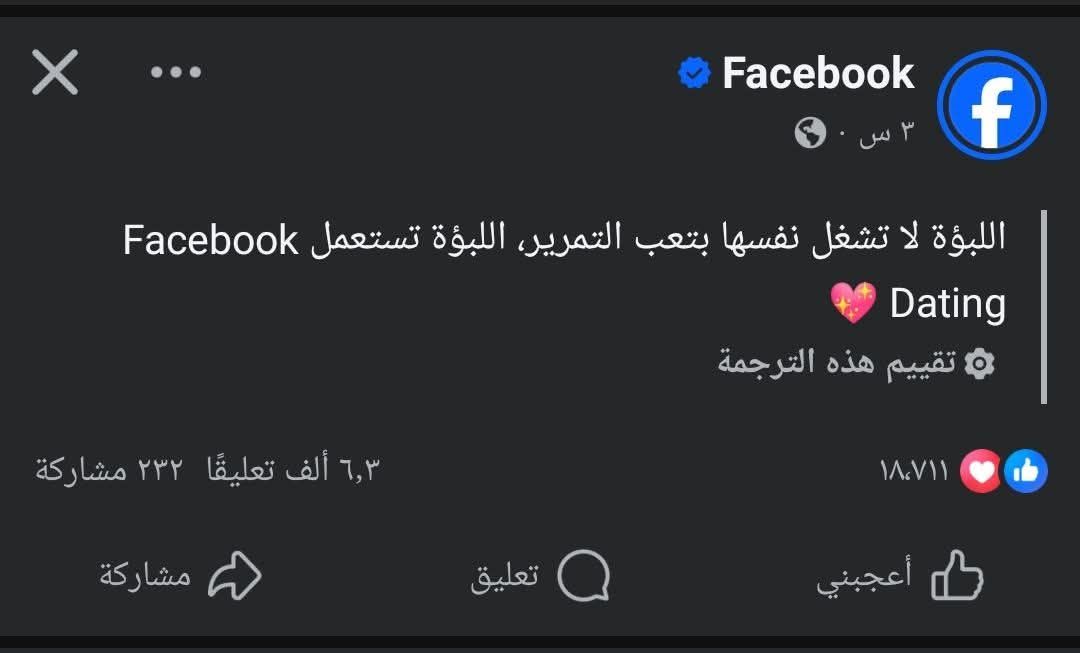 Facebook
٣ س ·
اللبؤة لا تشغل نفسها بتعب التمرير، اللبؤة تستعمل Facebook
Dating 💖
تقييم هذه الترجمة
١٨٬٧١١
٦٫٣ ألف تعليقًا ٢٣٢ مشاركة
أعجبني
تعليق
مشاركة